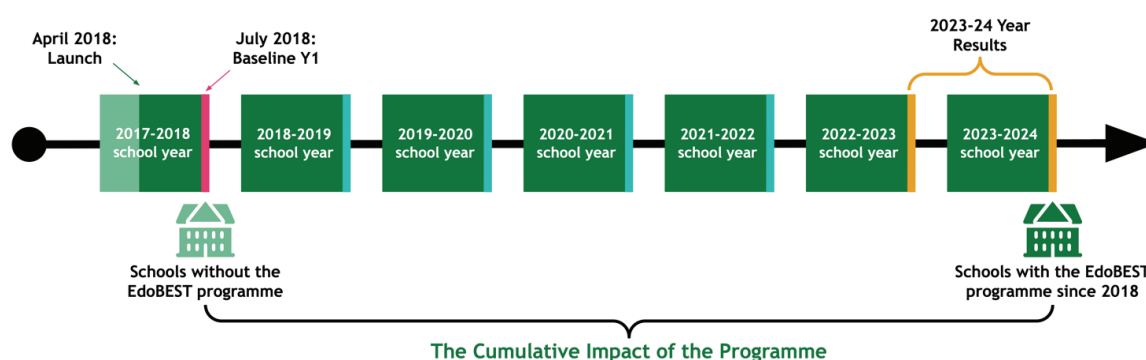 April 2018:
Launch
July 2018:
Baseline Y1
2023-24 Year
Results
2017-2018
school year
2018-2019
school year
2019-2020
school year
2020-2021
school year
2021-2022
school year
2022-2023
school year
2023-2024
school year
Schools without the
EdoBEST programme
Schools with the EdoBEST
programme since 2018
The Cumulative Impact of the Programme